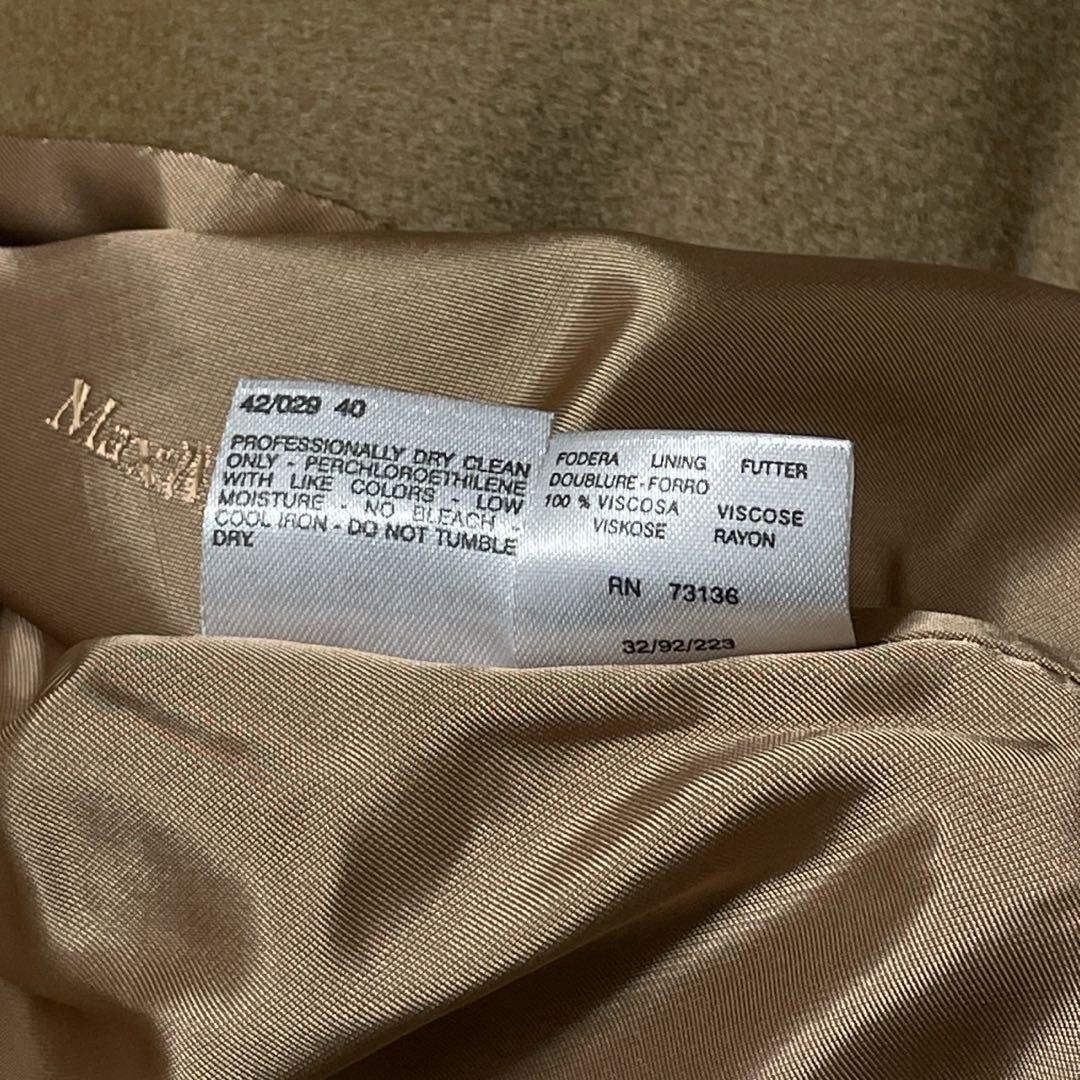 MaxM
42/029 40
PROFESSIONALLY DRY CLEAN
ONLY - PERCHLOROETHILENE
WITH LIKE COLORS - LOW
MOISTURE - NO BLEACH -
COOL IRON - DO NOT TUMBLE
DRY.
FODERA LINING FUTTER
DOUBLURE - FORRO
100 % VISCOSA VISCOSE
VISKOSE RAYON
RN 73136
32/92/223